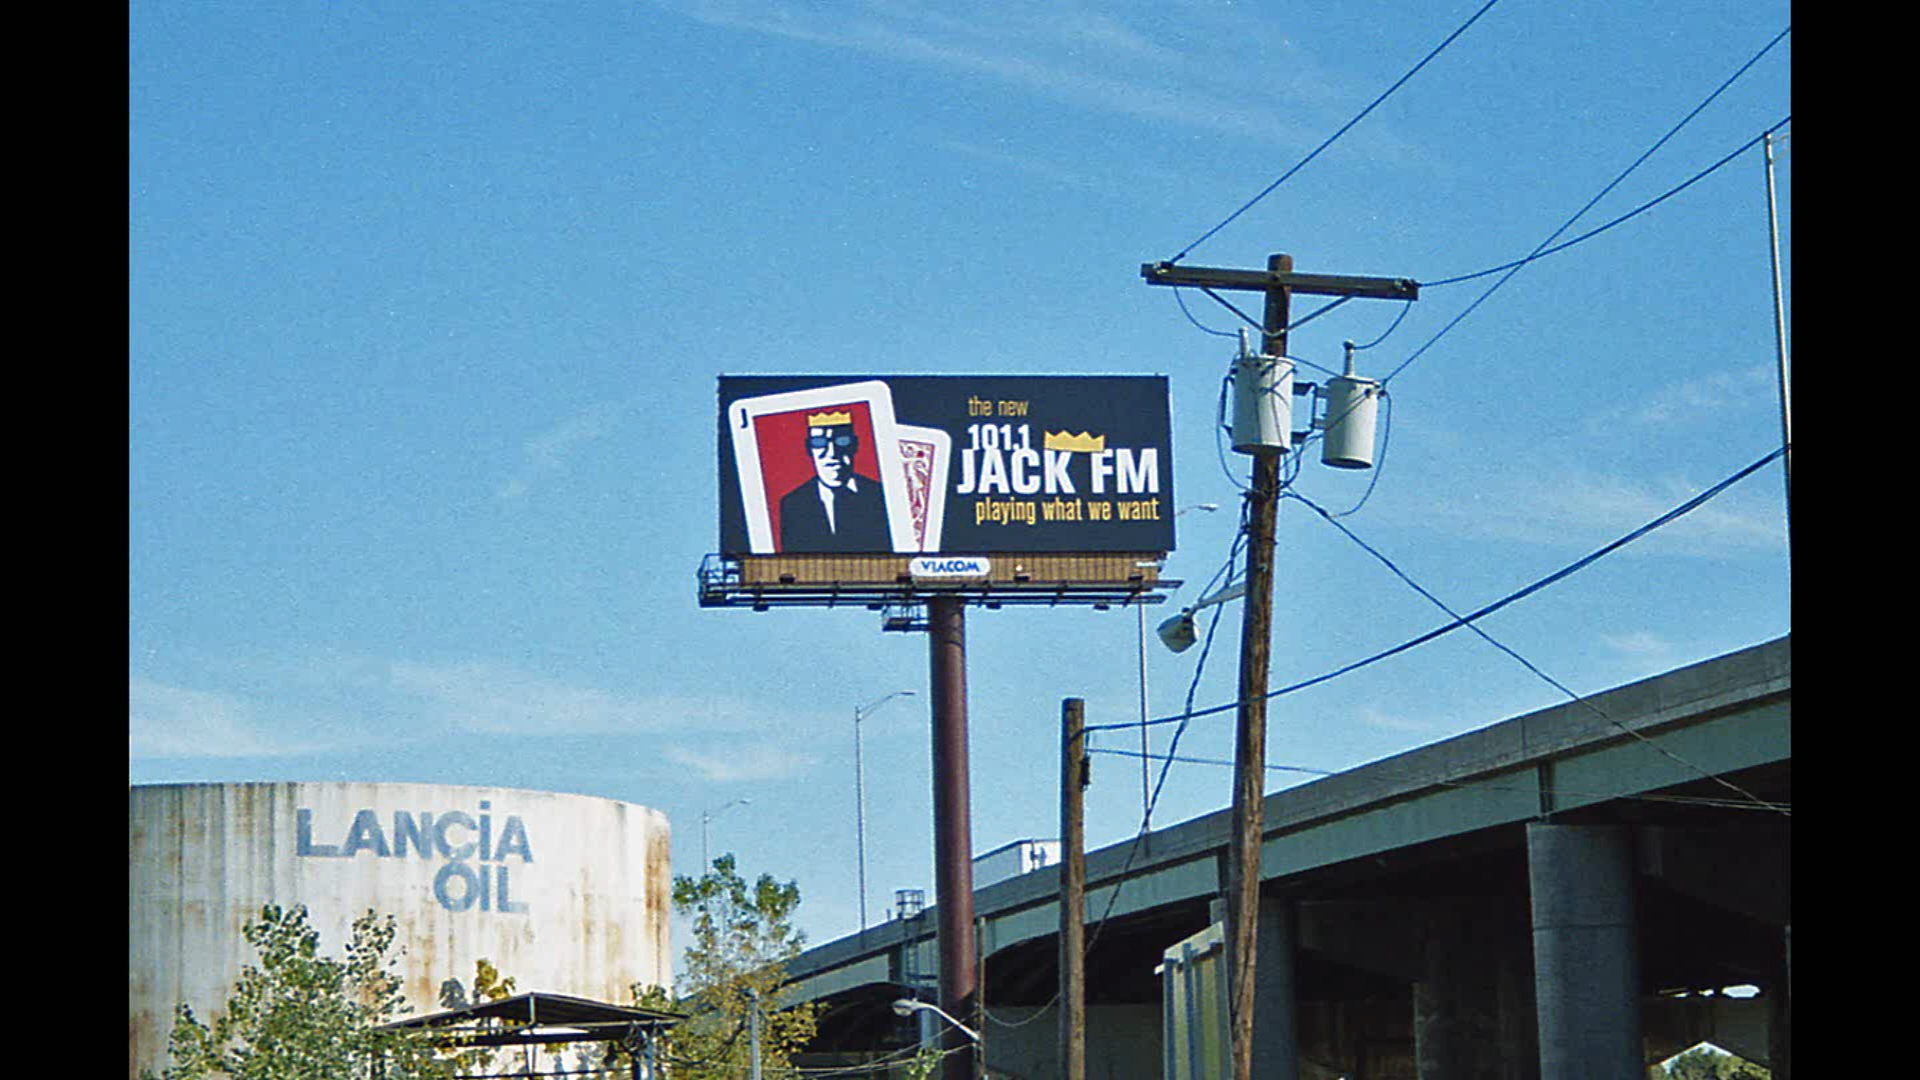 J
the new
101.1
JACK FM
playing what we want
VIACOM
LANCiA
OiL